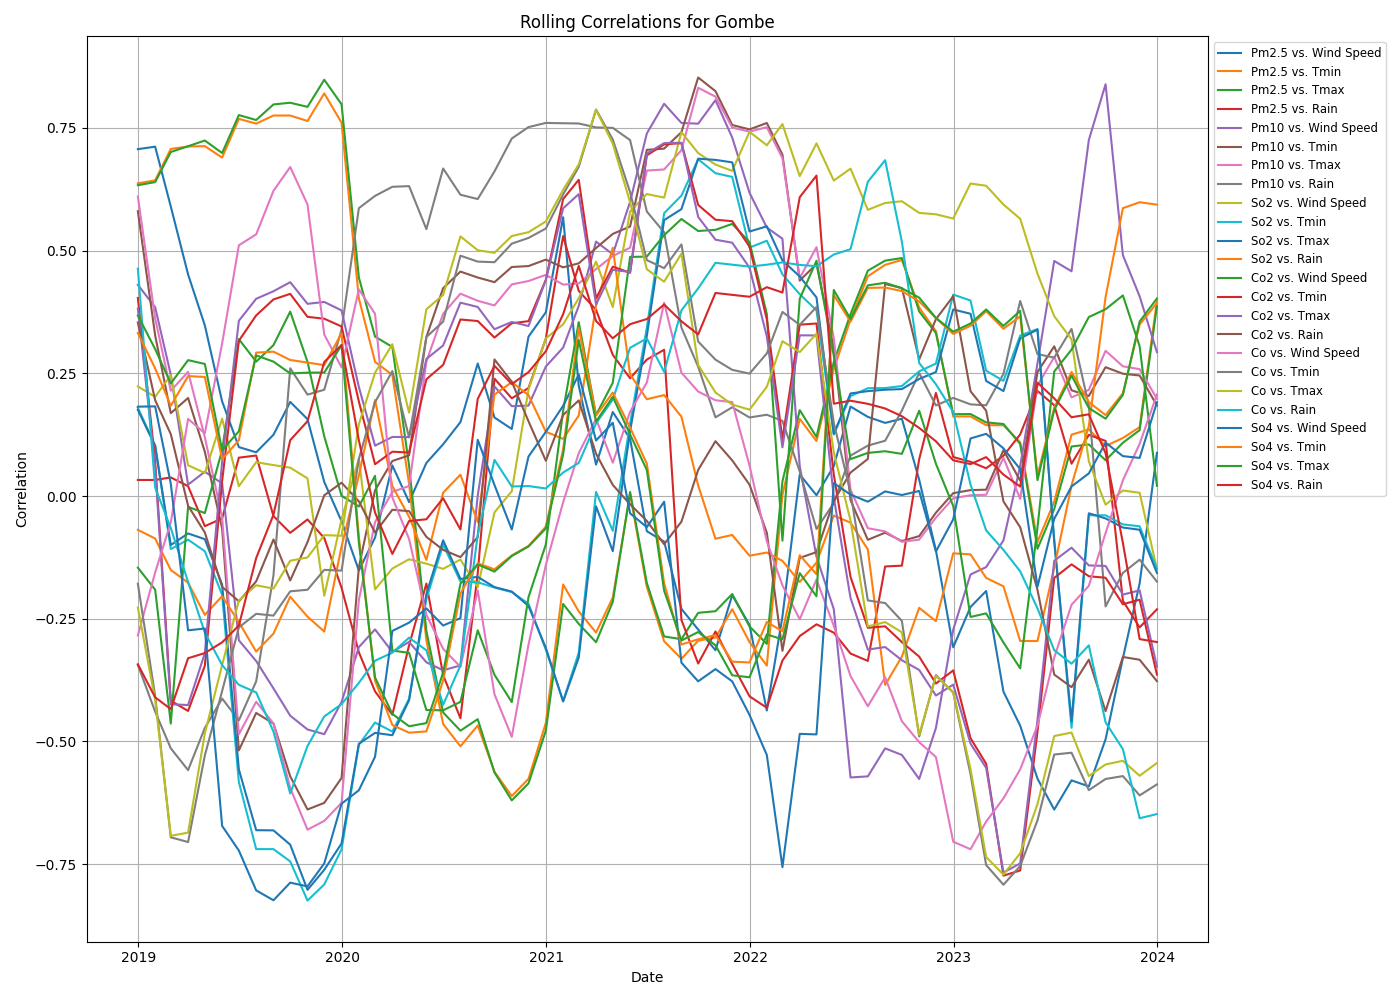 Rolling Correlations for Gombe
Correlation
0.75
0.50
0.25
0.00
−0.25
−0.50
−0.75
2019
2020
2021
2022
2023
2024
Date
Pm2.5 vs. Wind Speed
Pm2.5 vs. Tmin
Pm2.5 vs. Tmax
Pm2.5 vs. Rain
Pm10 vs. Wind Speed
Pm10 vs. Tmin
Pm10 vs. Tmax
Pm10 vs. Rain
So2 vs. Wind Speed
So2 vs. Tmin
So2 vs. Tmax
So2 vs. Rain
Co2 vs. Wind Speed
Co2 vs. Tmin
Co2 vs. Tmax
Co2 vs. Rain
Co vs. Wind Speed
Co vs. Tmin
Co vs. Tmax
Co vs. Rain
So4 vs. Wind Speed
So4 vs. Tmin
So4 vs. Tmax
So4 vs. Rain